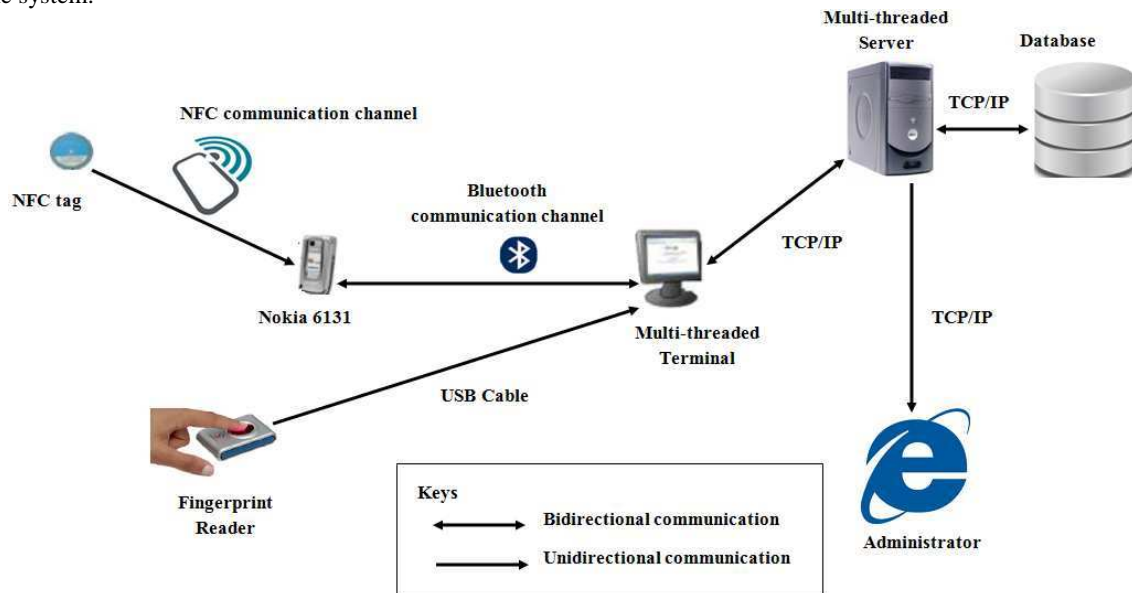 e system.
Multi-threaded
Server
Database
TCP/IP
NFC communication channel
NFC tag
Bluetooth
communication channel
TCP/IP
Nokia 6131
Multi-threaded
Terminal
TCP/IP
USB Cable
Fingerprint
Reader
Keys
Bidirectional communication
Unidirectional communication
Administrator